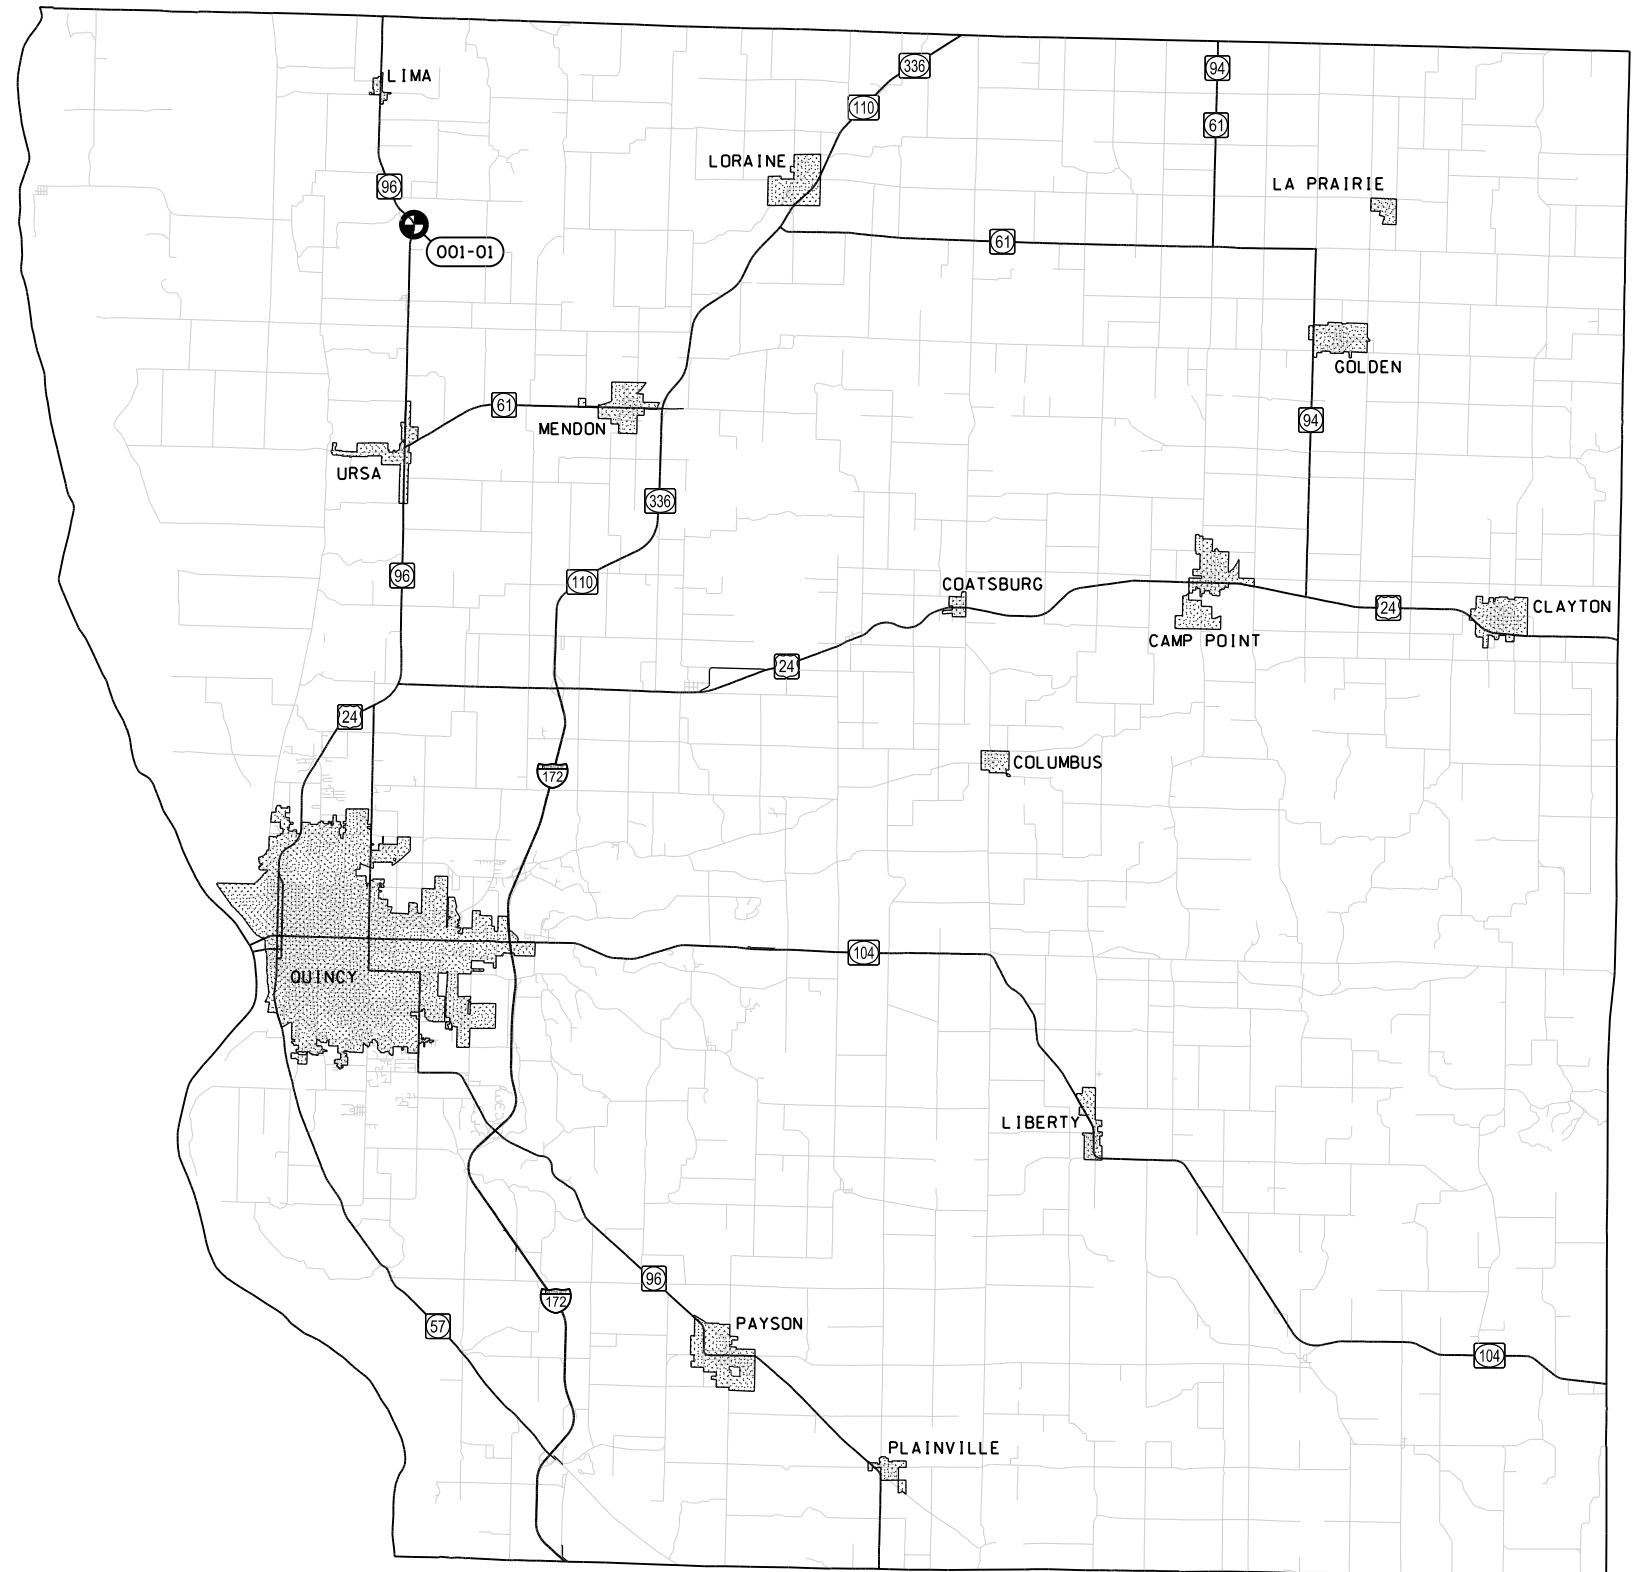 336
94
LIMA
110
61
LORAINE
LA PRAIRIE
96
001-01
61
GOLDEN
61
94
MENDON
URSA
336
96
110
COATSBURG
24
CLAYTON
CAMP POINT
24
24
COLUMBUS
172
104
QUINCY
LIBERTY
96
172
PAYSON
57
104
PLAINVILLE